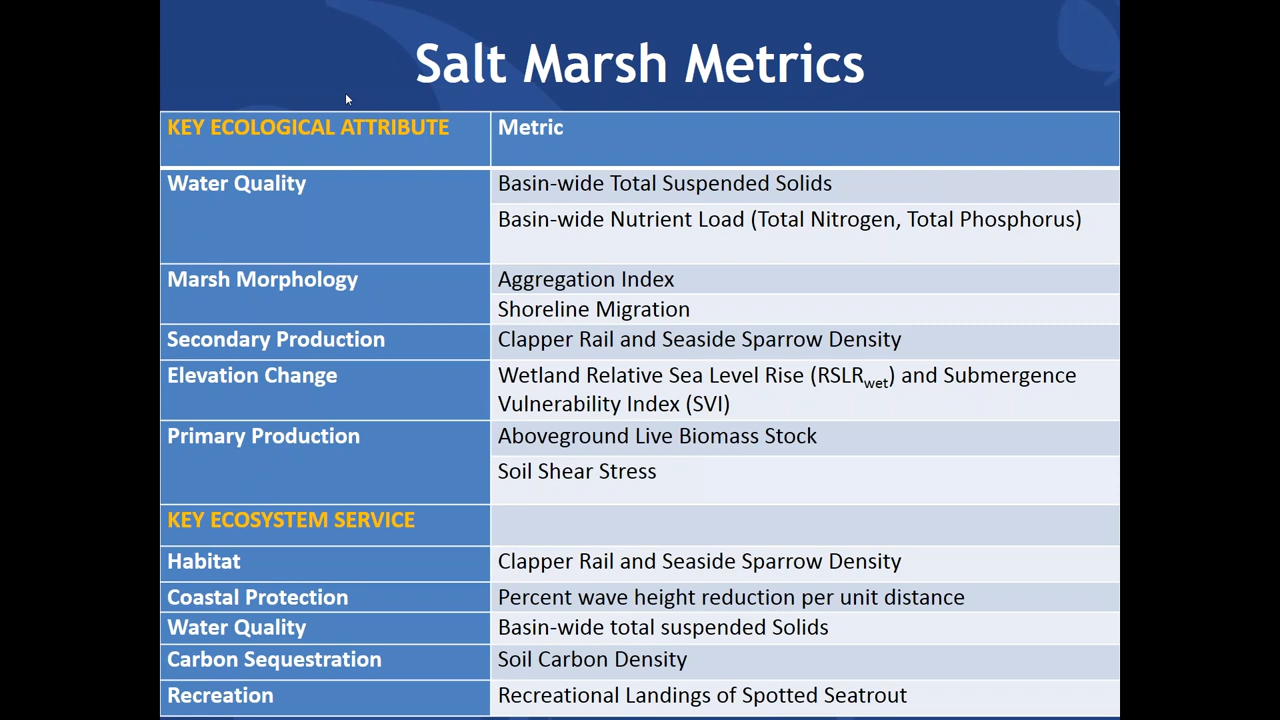 Salt Marsh Metrics
KEY ECOLOGICAL ATTRIBUTE
Metric
Water Quality
Basin-wide Total Suspended Solids
Basin-wide Nutrient Load (Total Nitrogen, Total Phosphorus)
Marsh Morphology
Aggregation Index
Shoreline Migration
Secondary Production
Clapper Rail and Seaside Sparrow Density
Elevation Change
Wetland Relative Sea Level Rise (RSLRwet) and Submergence
Vulnerability Index (SVI)
Primary Production
Aboveground Live Biomass Stock
Soil Shear Stress
KEY ECOSYSTEM SERVICE
Habitat
Clapper Rail and Seaside Sparrow Density
Coastal Protection
Percent wave height reduction per unit distance
Water Quality
Basin-wide total suspended Solids
Carbon Sequestration
Soil Carbon Density
Recreation
Recreational Landings of Spotted Seatrout